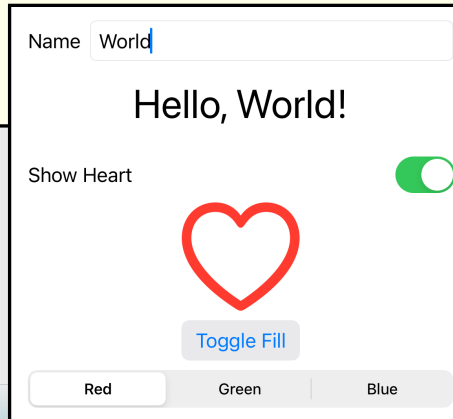 Name World
Hello, World!
Show Heart
Toggle Fill
Red Green Blue